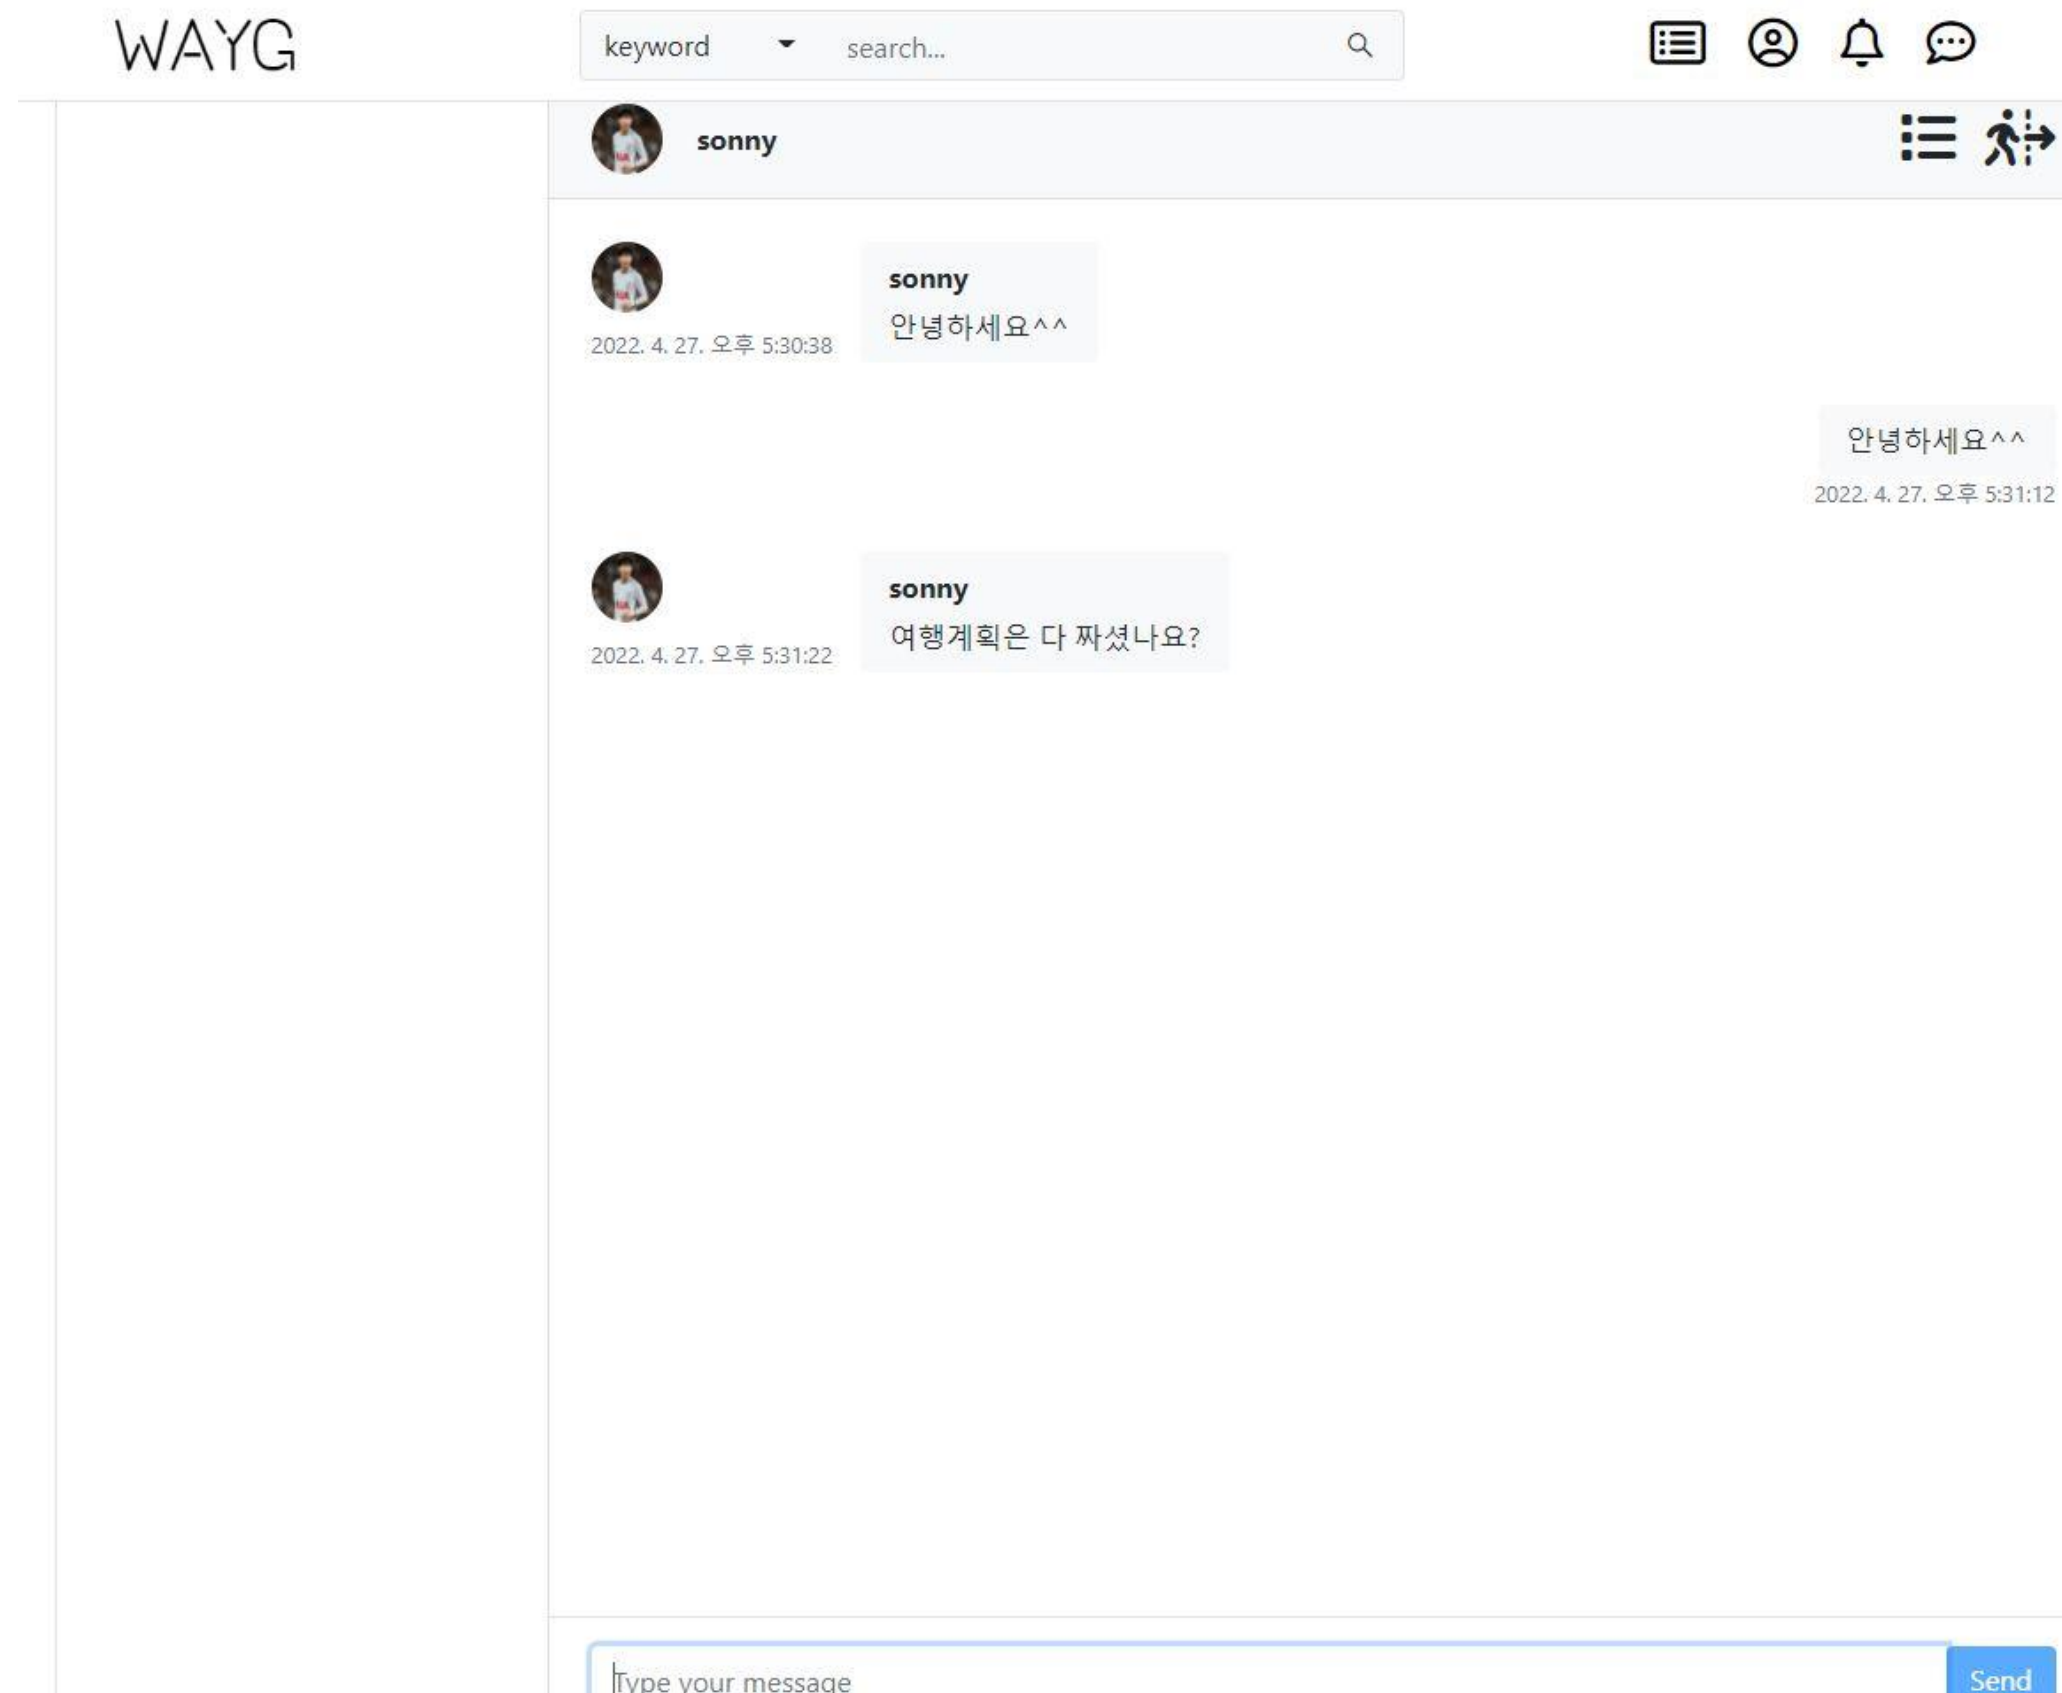 WAYG
keyword search...
sonny
sonny
안녕하세요^^
2022. 4. 27. 오후 5:30:38
안녕하세요^^
2022. 4. 27. 오후 5:31:12
sonny
여행계획은 다 짜셨나요?
2022. 4. 27. 오후 5:31:22
Type your message
Send